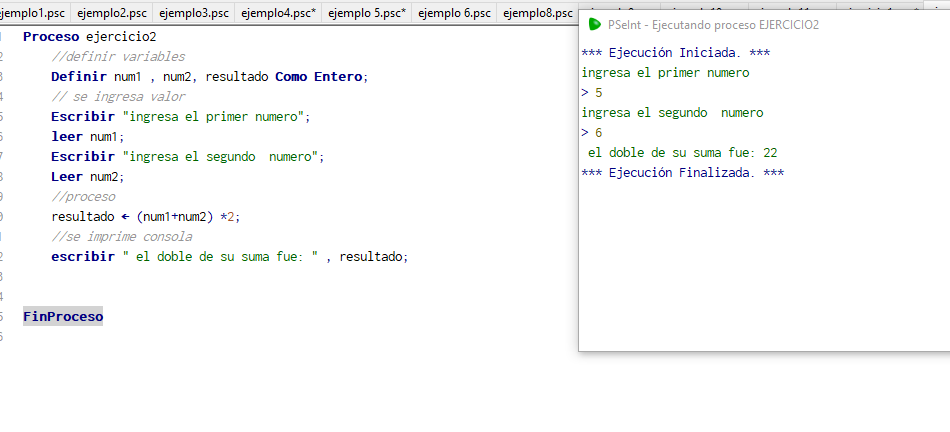 ejemplo1.psc ejemplo2.psc ejemplo3.psc ejemplo4.psc* ejemplo 5.psc* ejemplo 6.psc ejemplo8.psc
Proceso ejercicio2
//definir variables
Definir num1 , num2, resultado Como Entero;
// se ingresa valor
Escribir "ingresa el primer numero";
leer num1;
Escribir "ingresa el segundo  numero";
Leer num2;
//proceso
resultado ← (num1+num2) *2;
//se imprime consola
escribir " el doble de su suma fue: " , resultado;
FinProceso
PSeInt - Ejecutando proceso EJERCICIO2
*** Ejecución Iniciada. ***
ingresa el primer numero
> 5
ingresa el segundo  numero
> 6
el doble de su suma fue: 22
*** Ejecución Finalizada. ***